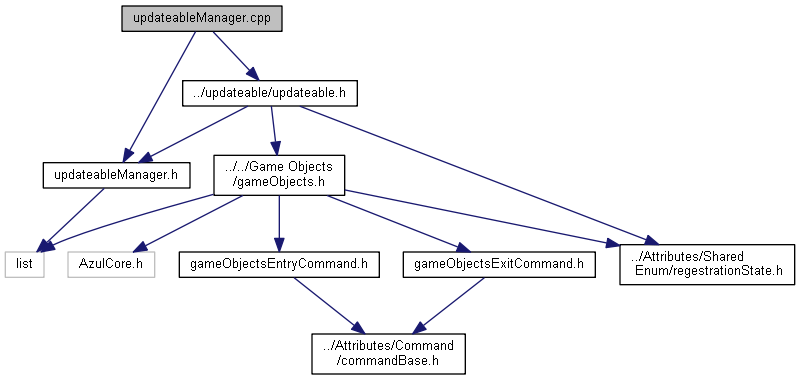 updateableManager.cpp
../updateable/updateable.h
updateableManager.h
../../Game Objects
/gameObjects.h
list
AzulCore.h
gameObjectsEntryCommand.h
gameObjectsExitCommand.h
../Attributes/Shared
Enum/regestrationState.h
../Attributes/Command
/commandBase.h